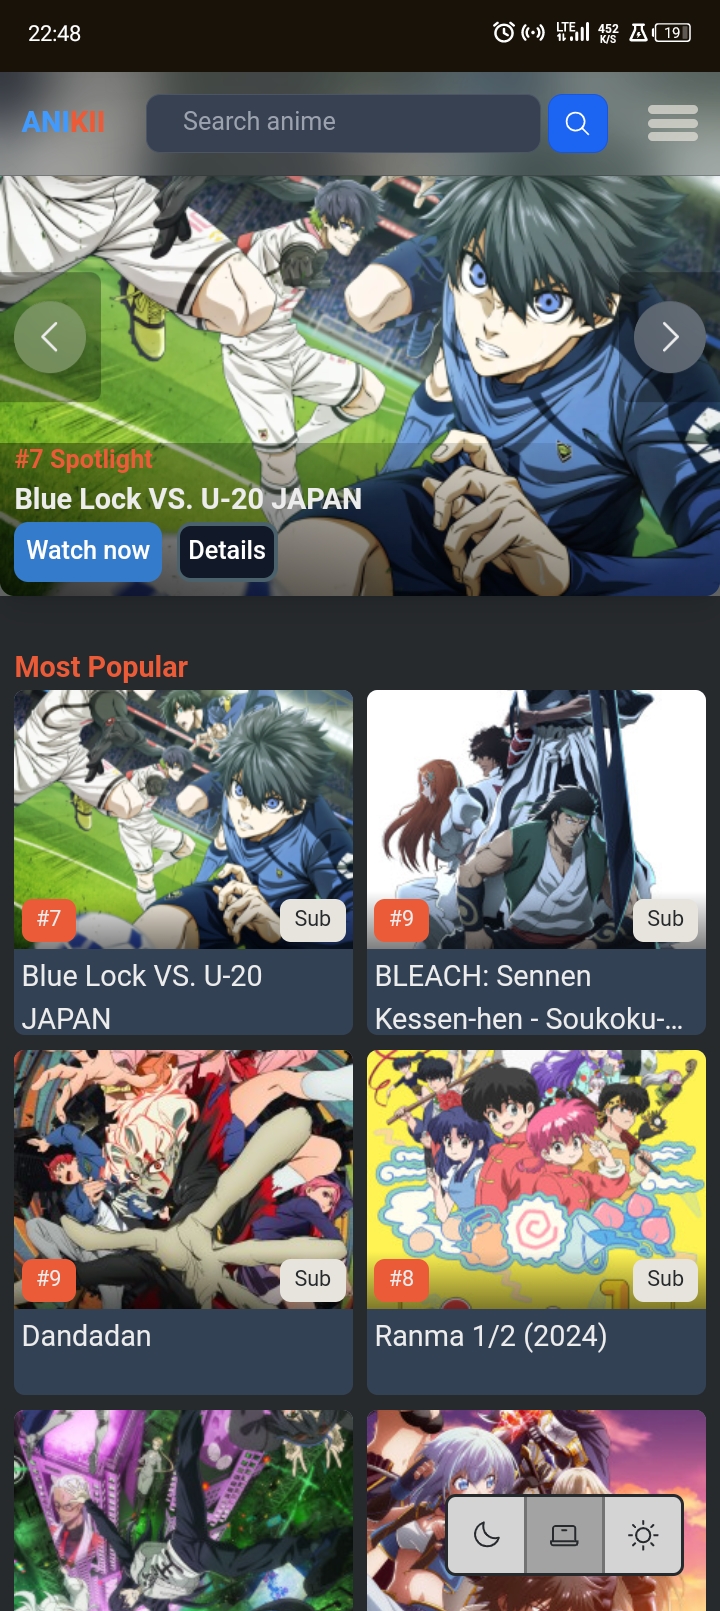 22:48
LTE
452
K/S
19
ANIKII
Search anime
#7 Spotlight
Blue Lock VS. U-20 JAPAN
Watch now
Details
Most Popular
#7
Sub
#9
Sub
Blue Lock VS. U-20
JAPAN
BLEACH: Sennen
Kessen-hen - Soukoku-...
#9
Sub
#8
Sub
Dandadan
Ranma 1/2 (2024)